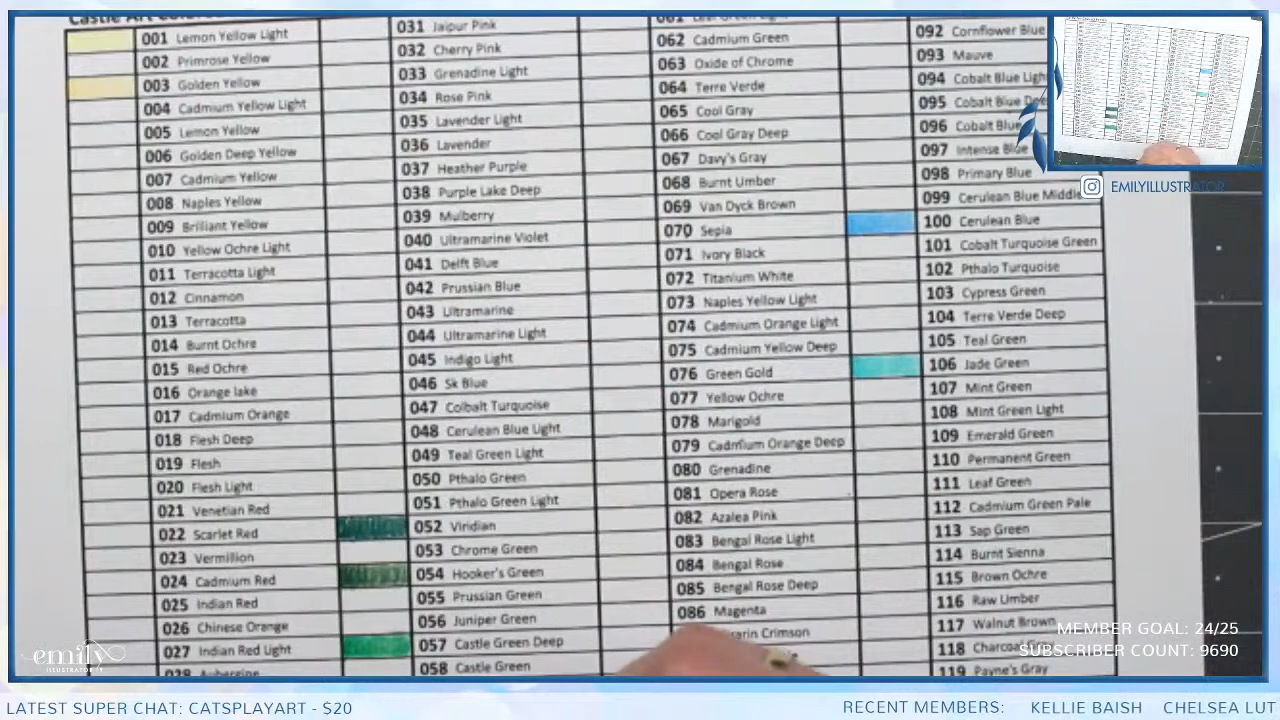 Castle Art
001 Lemon Yellow Light
002 Primrose Yellow
003 Golden Yellow
004 Cadmium Yellow Light
005 Lemon Yellow
006 Golden Deep Yellow
007 Cadmium Yellow
008 Naples Yellow
009 Brilliant Yellow
010 Yellow Ochre Light
011 Terracotta Light
012 Cinnamon
013 Terracotta
014 Burnt Ochre
015 Red Ochre
016 Orange lake
017 Cadmium Orange
018 Flesh Deep
019 Flesh
020 Flesh Light
021 Venetian Red
022 Scarlet Red
023 Vermillion
024 Cadmium Red
025 Indian Red
026 Chinese Orange
027 Indian Red Light
028 Aubergine
031 Jaipur Pink
032 Cherry Pink
033 Grenadine Light
034 Rose Pink
035 Lavender Light
036 Lavender
037 Heather Purple
038 Purple Lake Deep
039 Mulberry
040 Ultramarine Violet
041 Delft Blue
042 Prussian Blue
043 Ultramarine
044 Ultramarine Light
045 Indigo Light
046 Sk Blue
047 Colbalt Turquoise
048 Cerulean Blue Light
049 Teal Green Light
050 Pthalo Green
051 Pthalo Green Light
052 Viridian
053 Chrome Green
054 Hooker's Green
055 Prussian Green
056 Juniper Green
057 Castle Green Deep
058 Castle Green
061 Leaf Green Light
062 Cadmium Green
063 Oxide of Chrome
064 Terre Verde
065 Cool Gray
066 Cool Gray Deep
067 Davy's Gray
068 Burnt Umber
069 Van Dyck Brown
070 Sepia
071 Ivory Black
072 Titanium White
073 Naples Yellow Light
074 Cadmium Orange Light
075 Cadmium Yellow Deep
076 Green Gold
077 Yellow Ochre
078 Marigold
079 Cadmium Orange Deep
080 Grenadine
081 Opera Rose
082 Azalea Pink
083 Bengal Rose Light
084 Bengal Rose
085 Bengal Rose Deep
086 Magenta
Crimson
092 Cornflower Blue
093 Mauve
094 Cobalt Blue Ligh
095 Cobalt Blue Dee
096 Cobalt Blue
097 Intense Blue
098 Primary Blue
099 Cerulean Blue Middle
100 Cerulean Blue
101 Cobalt Turquoise Green
102 Pthalo Turquoise
103 Cypress Green
104 Terre Verde Deep
105 Teal Green
106 Jade Green
107 Mint Green
108 Mint Green Light
109 Emerald Green
110 Permanent Green
111 Leaf Green
112 Cadmium Green Pale
113 Sap Green
114 Burnt Sienna
115 Brown Ochre
116 Raw Umber
117 Walnut Brown
118 Charcoal
119 Payne's Gray
EMILYILLUSTRATOR
emily
ILLUSTRATOR
MEMBER GOAL: 24/25
SUBSCRIBER COUNT: 9690
LATEST SUPER CHAT: CATSPLAYART - $20
RECENT MEMBERS: KELLIE BAISH CHELSEA LUT